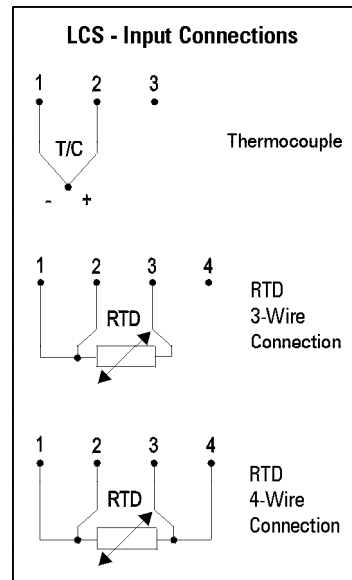 LCS - Input Connections
1 2 3
T/C
Thermocouple
- +
1 2 3 4
RTD
RTD
3-Wire
Connection
1 2 3 4
RTD
RTD
4-Wire
Connection